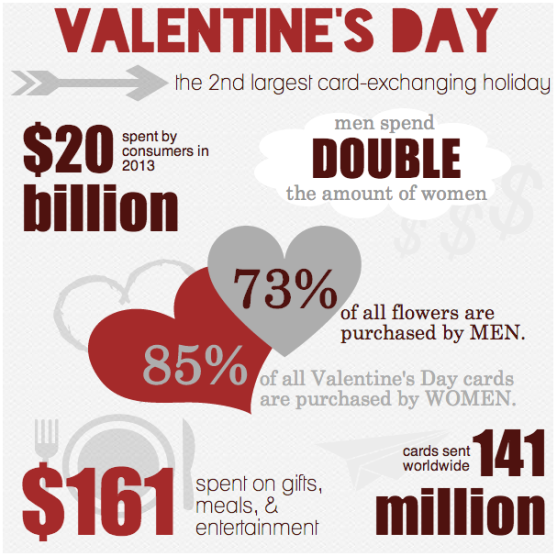 VALENTINE'S DAY
the 2nd largest card-exchanging holiday
$20 billion
spent by
consumers in
2013
men spend
DOUBLE
the amount of women
73%
of all flowers are
purchased by MEN.
85%
of all Valentine's Day cards
are purchased by WOMEN.
$161
spent on gifts,
meals, &
entertainment
cards sent
worldwide
141
million